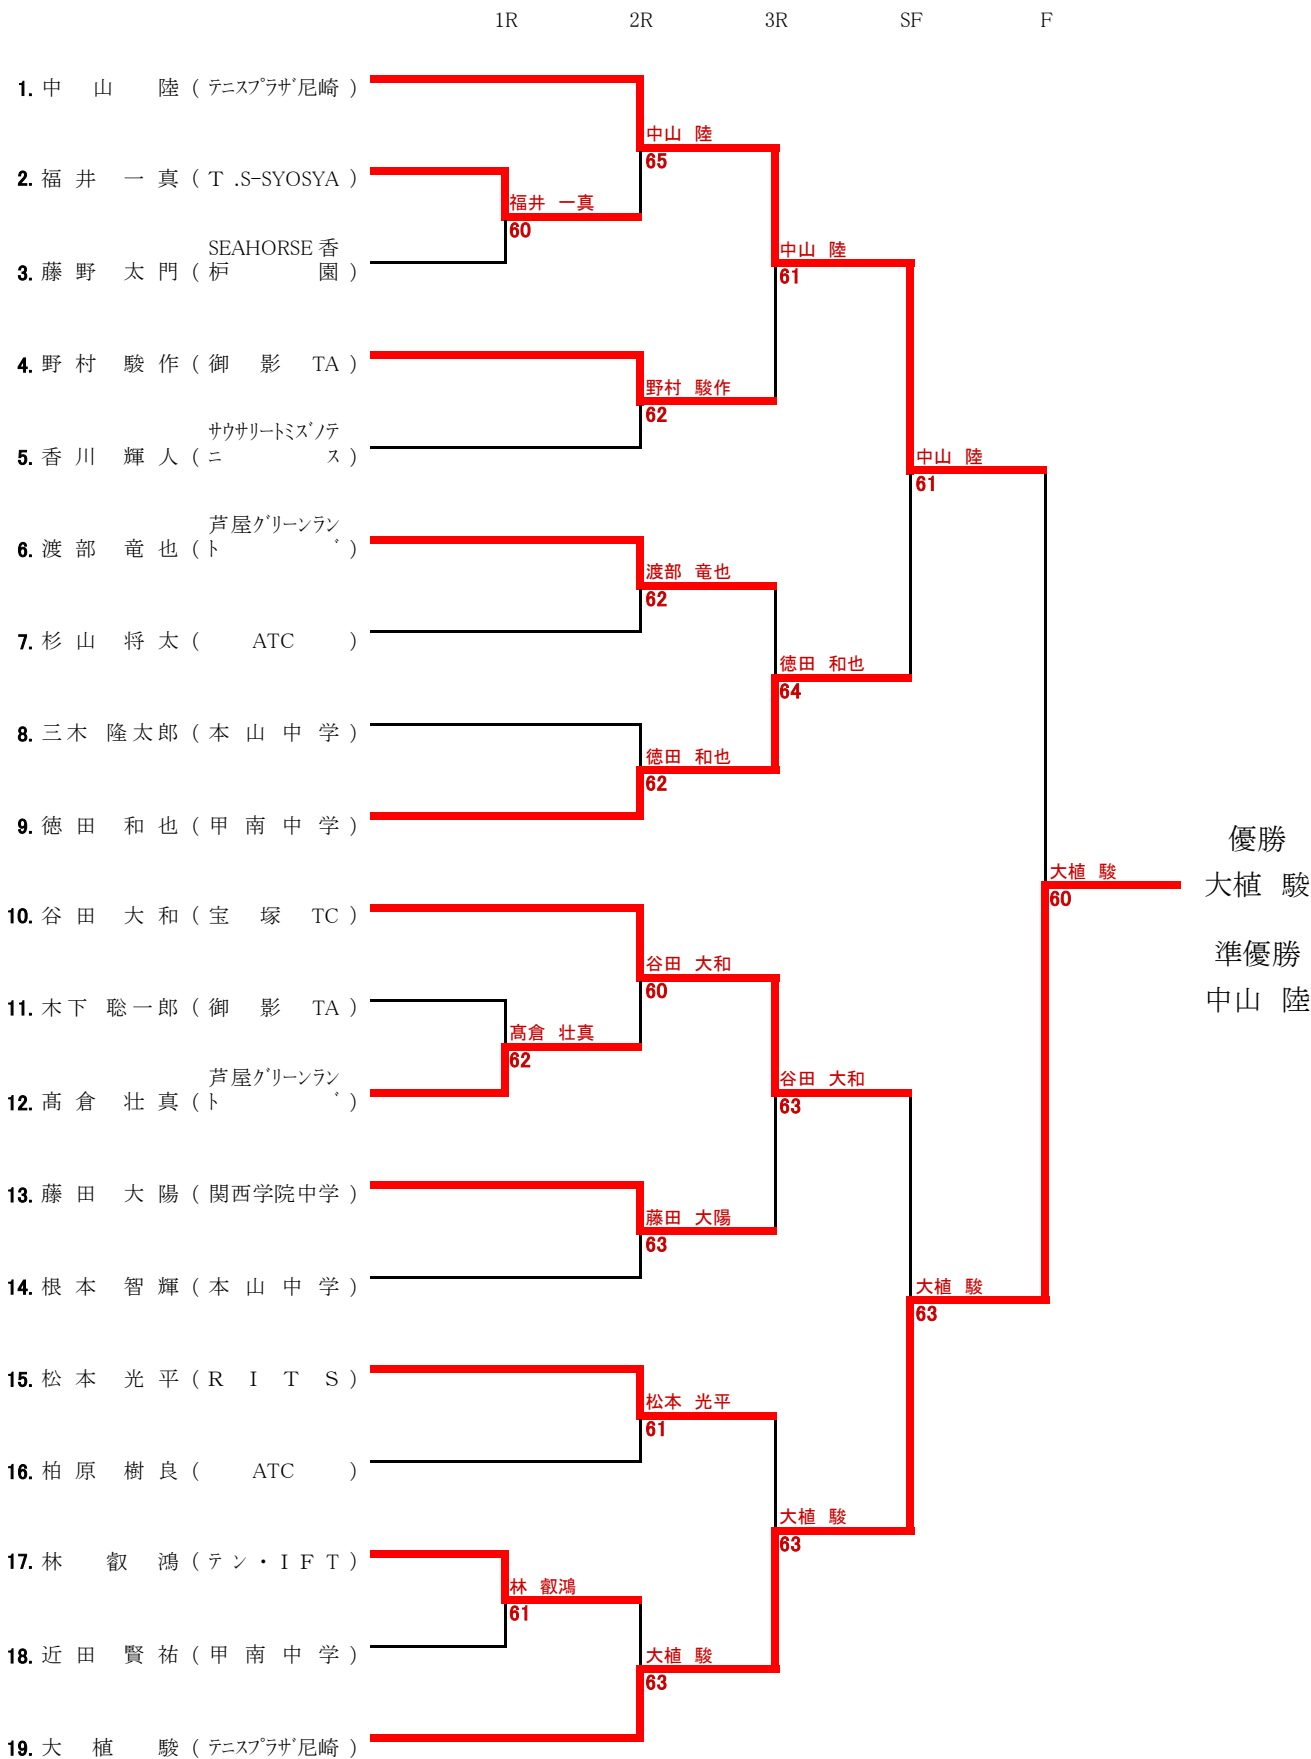 1R 2R 3R SF F
1. 中 山 陸 ( テニスプラザ尼崎 )
中山 陸
65
2. 福 井 一 真 ( T .S-SYOSYA )
福井 一真
60
SEAHORSE 香
3. 藤 野 太 門 ( 枦 園 )
中山 陸
61
4. 野 村 駿 作 ( 御 影 TA )
野村 駿作
62
サウサリートミズノテ
5. 香 川 輝 人 ( ニ ス )
中山 陸
61
芦屋グリーンラン
6. 渡 部 竜 也 ( ド )
渡部 竜也
62
7. 杉 山 将 太 ( ATC )
徳田 和也
64
8. 三木 隆太郎 ( 本 山 中 学 )
徳田 和也
62
9. 徳 田 和 也 ( 甲 南 中 学 )
優勝
大植 駿
60
大植 駿
準優勝
中山 陸
10. 谷 田 大 和 ( 宝 塚 TC )
谷田 大和
60
11. 木下 聡一郎 ( 御 影 TA )
髙倉 壮真
62
芦屋グリーンラン
12. 髙 倉 壮 真 ( ド )
谷田 大和
63
13. 藤 田 大 陽 ( 関西学院中学 )
藤田 大陽
63
14. 根 本 智 輝 ( 本 山 中 学 )
大植 駿
63
15. 松 本 光 平 ( R I T S )
松本 光平
61
16. 柏 原 樹 良 ( ATC )
大植 駿
63
17. 林 叡 鴻 ( テン・IFT )
林 叡鴻
61
18. 近 田 賢 祐 ( 甲 南 中 学 )
大植 駿
63
19. 大 植 駿 ( テニスプラザ尼崎 )